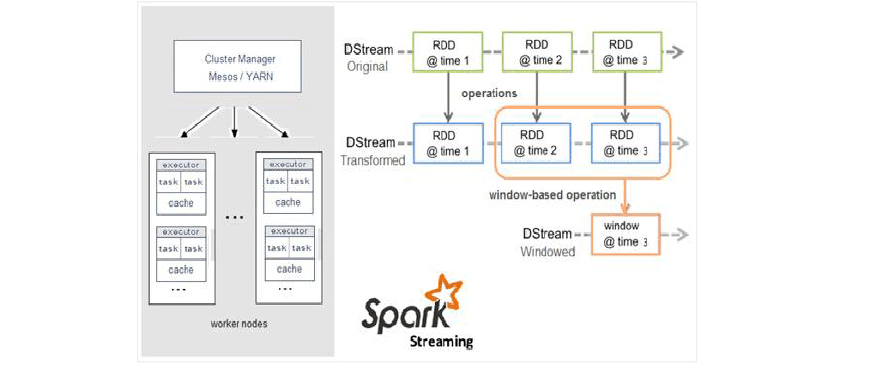 Cluster Manager
Mesos / YARN
executor
task task
cache
executor
task task
cache
...
...
executor
task task
cache
executor
task task
cache
...
worker nodes
DStream
Original
RDD
@ time 1
RDD
@ time 2
RDD
@ time 3
operations
DStream
Transformed
RDD
@ time 1
RDD
@ time 2
RDD
@ time 3
window-based operation
DStream
Windowed
window
@ time 3
Spark
Streaming